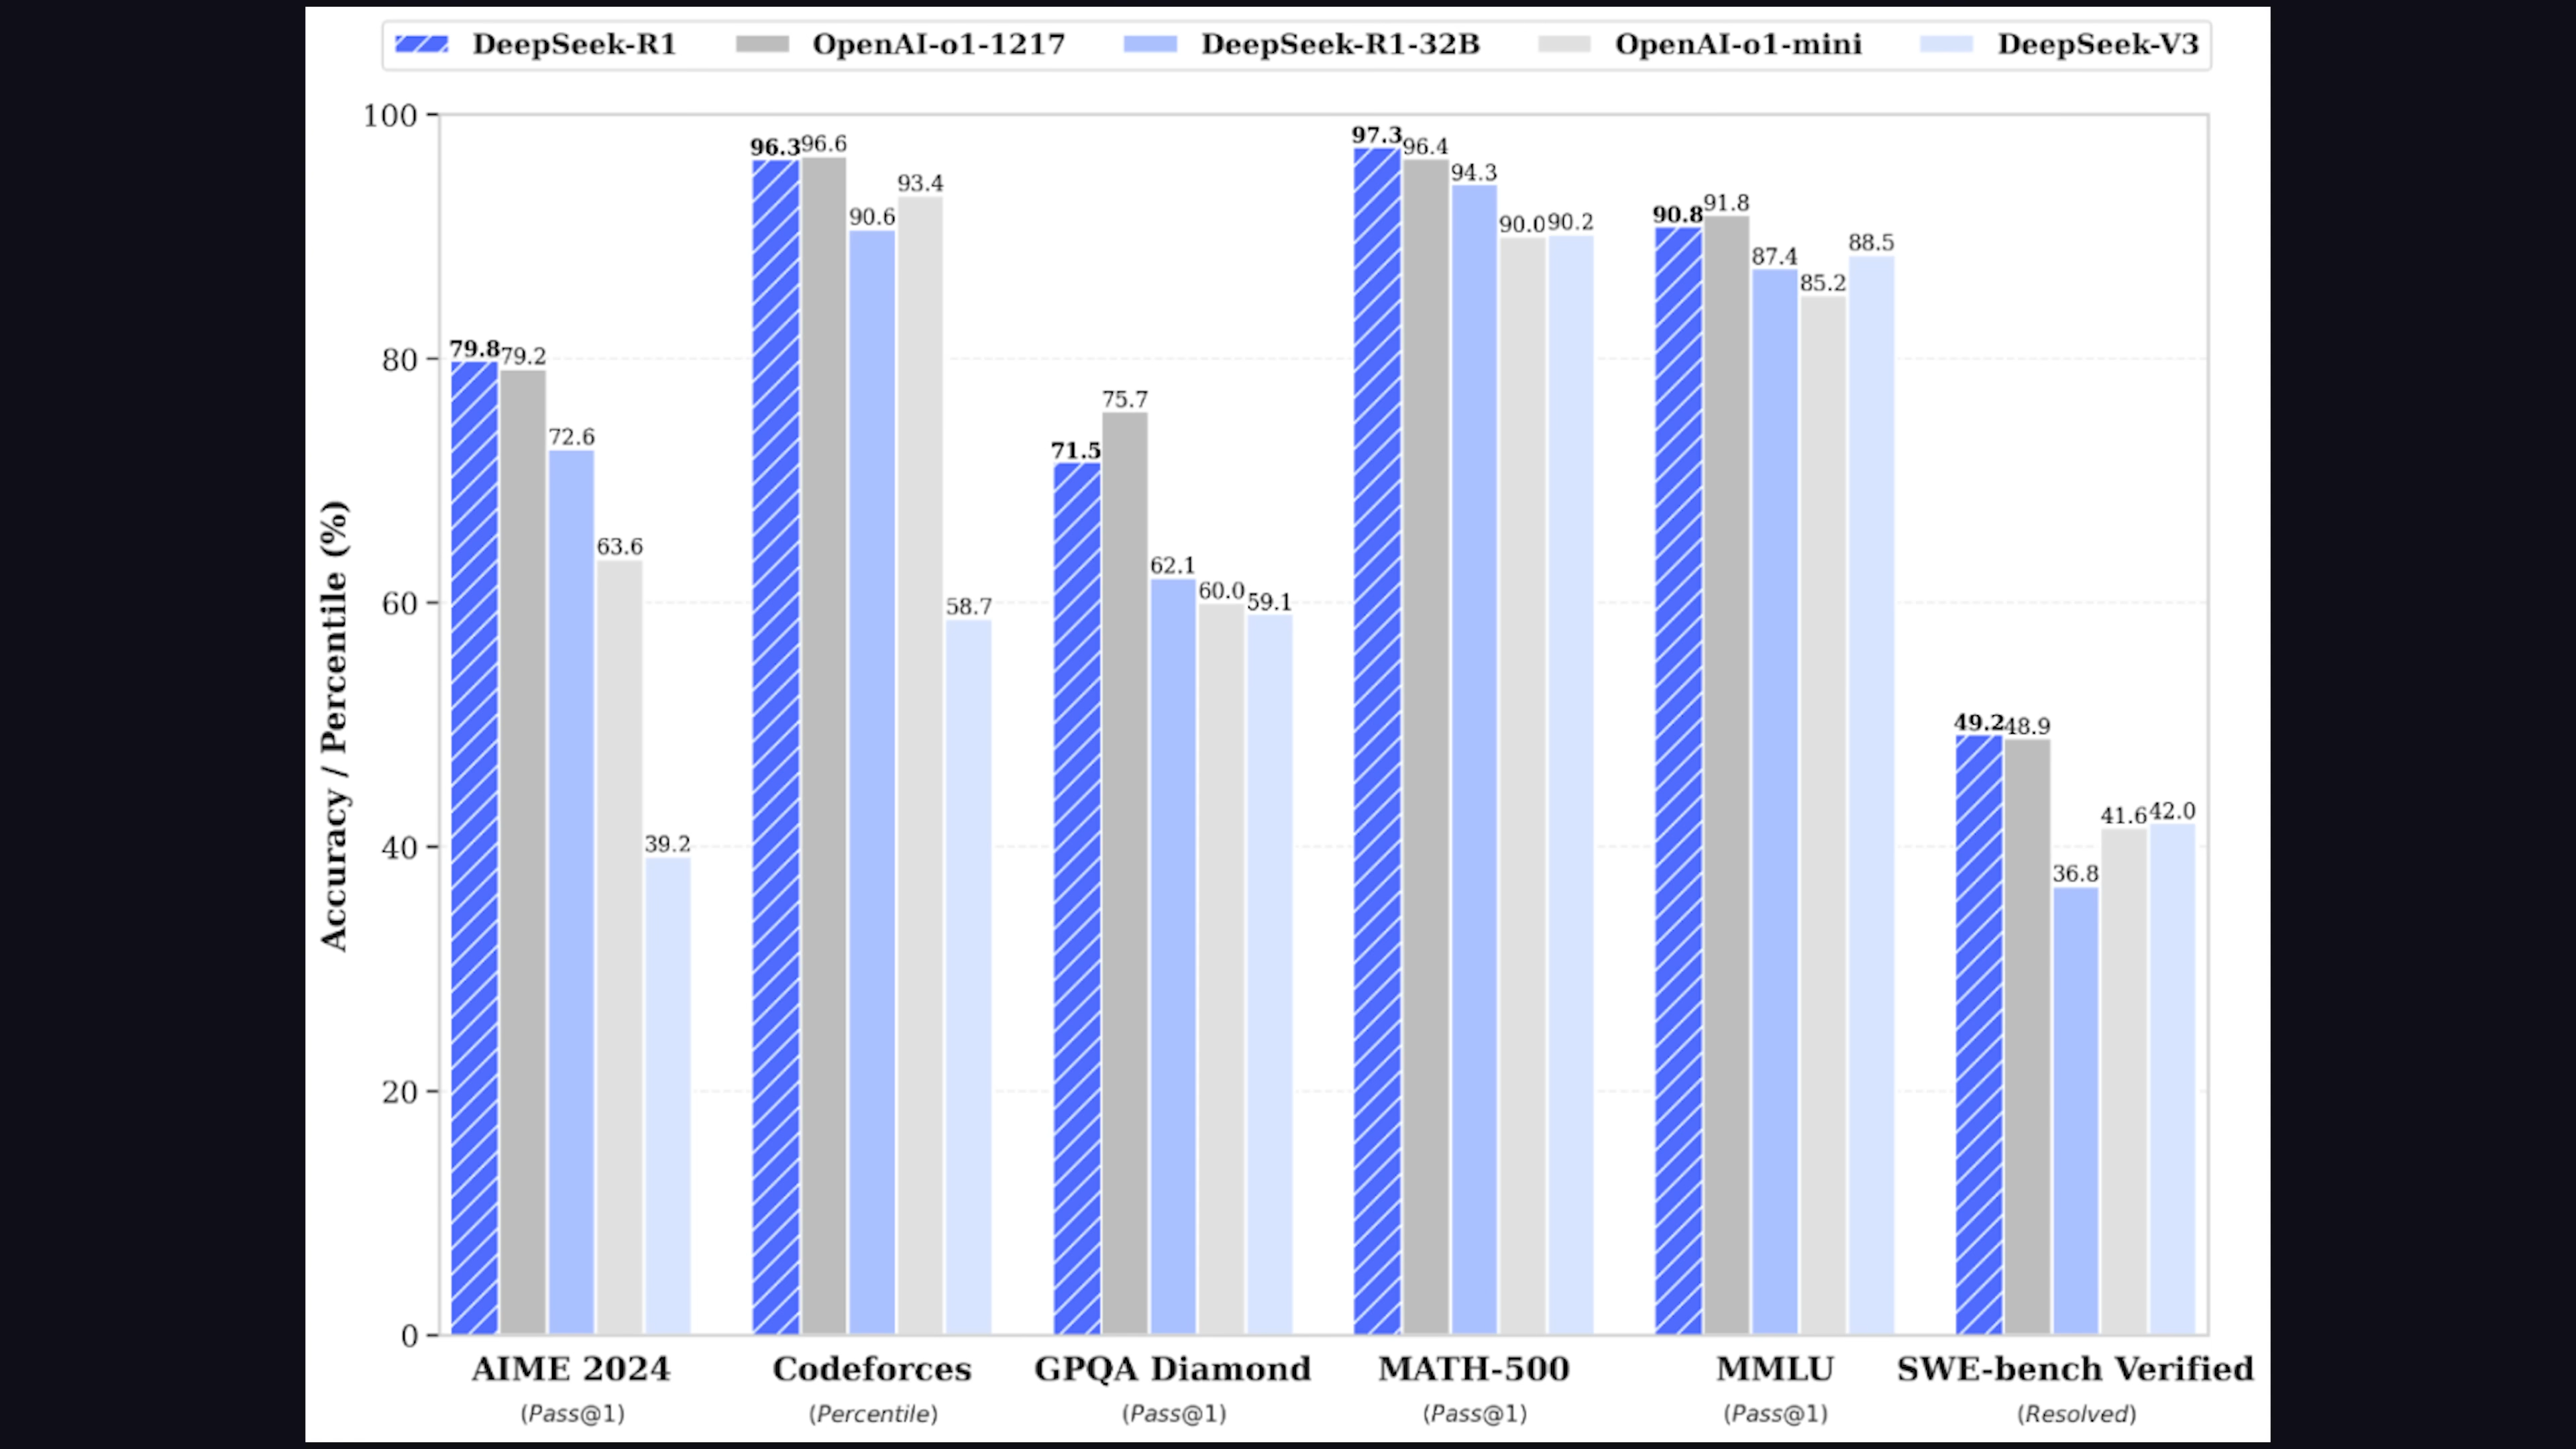 DeepSeek-R1 OpenAI-o1-1217 DeepSeek-R1-32B OpenAI-o1-mini DeepSeek-V3
Accuracy / Percentile (%)
100
80
60
40
20
0
79.8 79.2 72.6 63.6 39.2
96.3 96.6 90.6 93.4 58.7
71.5 75.7 62.1 60.0 59.1
97.3 96.4 94.3 90.0 90.2
90.8 91.8 87.4 85.2 88.5
49.2 48.9 36.8 41.6 42.0
AIME 2024 Codeforces GPQA Diamond MATH-500 MMLU SWE-bench Verified
(Pass@1) (Percentile) (Pass@1) (Pass@1) (Pass@1) (Resolved)